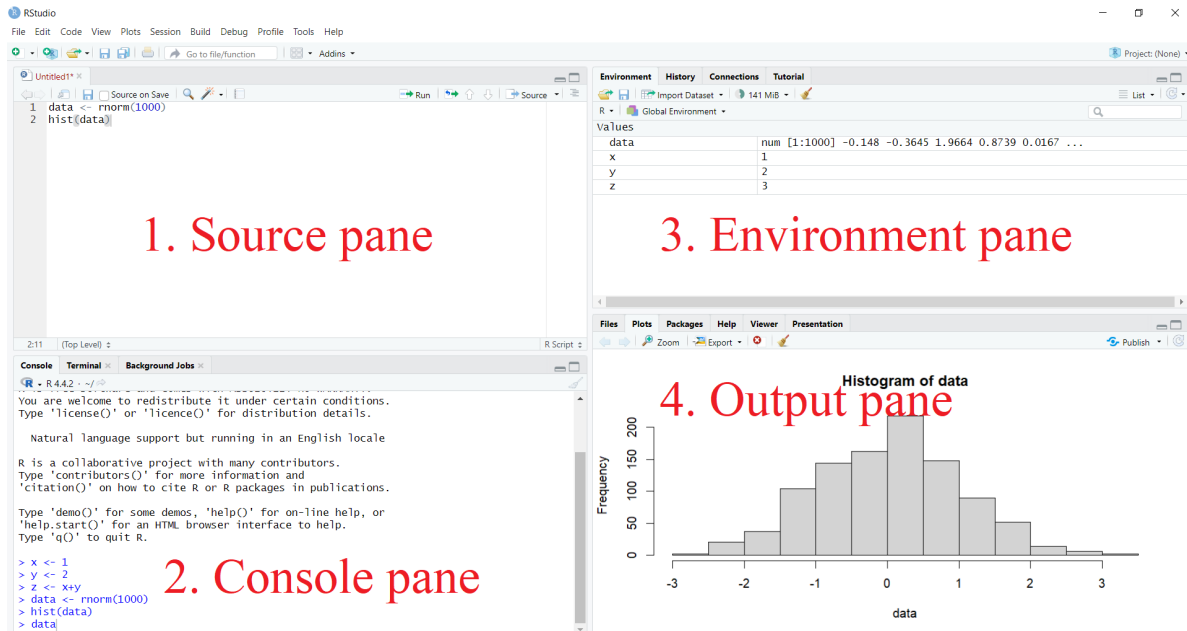 RStudio
File Edit Code View Plots Session Build Debug Profile Tools Help
Go to file/function Addins Project: (None)
Untitled1*
Source on Save Run Source
1 data <- rnorm(1000)
2 hist(data)
1. Source pane
2:11 (Top Level) R Script
Console Terminal Background Jobs
R 4.4.2 · ~/
You are welcome to redistribute it under certain conditions.
Type 'license()' or 'licence()' for distribution details.
Natural language support but running in an English locale
R is a collaborative project with many contributors.
Type 'contributors()' for more information and
'citation()' on how to cite R or R packages in publications.
Type 'demo()' for some demos, 'help()' for on-line help, or
'help.start()' for an HTML browser interface to help.
Type 'q()' to quit R.
> x <- 1
> y <- 2
> z <- x+y
> data <- rnorm(1000)
> hist(data)
> data
2. Console pane
Environment History Connections Tutorial
Import Dataset 141 MiB List
R Global Environment
Values
data num [1:1000] -0.148 -0.3645 1.9664 0.8739 0.0167 ...
x 1
y 2
z 3
3. Environment pane
Files Plots Packages Help Viewer Presentation
Zoom Export Publish
Histogram of data
4. Output pane
Frequency
200
150
100
50
0
-3 -2 -1 0 1 2 3
data